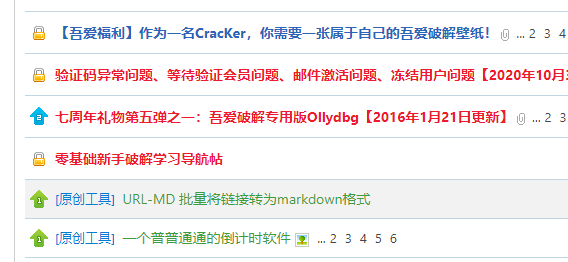 【吾爱福利】作为一名CracKer，你需要一张属于自己的吾爱破解壁纸！ ... 2 3 4
验证码异常问题、等待验证会员问题、邮件激活问题、冻结用户问题【2020年10月
2 七周年礼物第五弹之一：吾爱破解专用版Ollydbg【2016年1月21日更新】 ... 2 3
零基础新手破解学习导航帖
1 [原创工具] URL-MD 批量将链接转为markdown格式
1 [原创工具] 一个普普通通的倒计时软件 ... 2 3 4 5 6